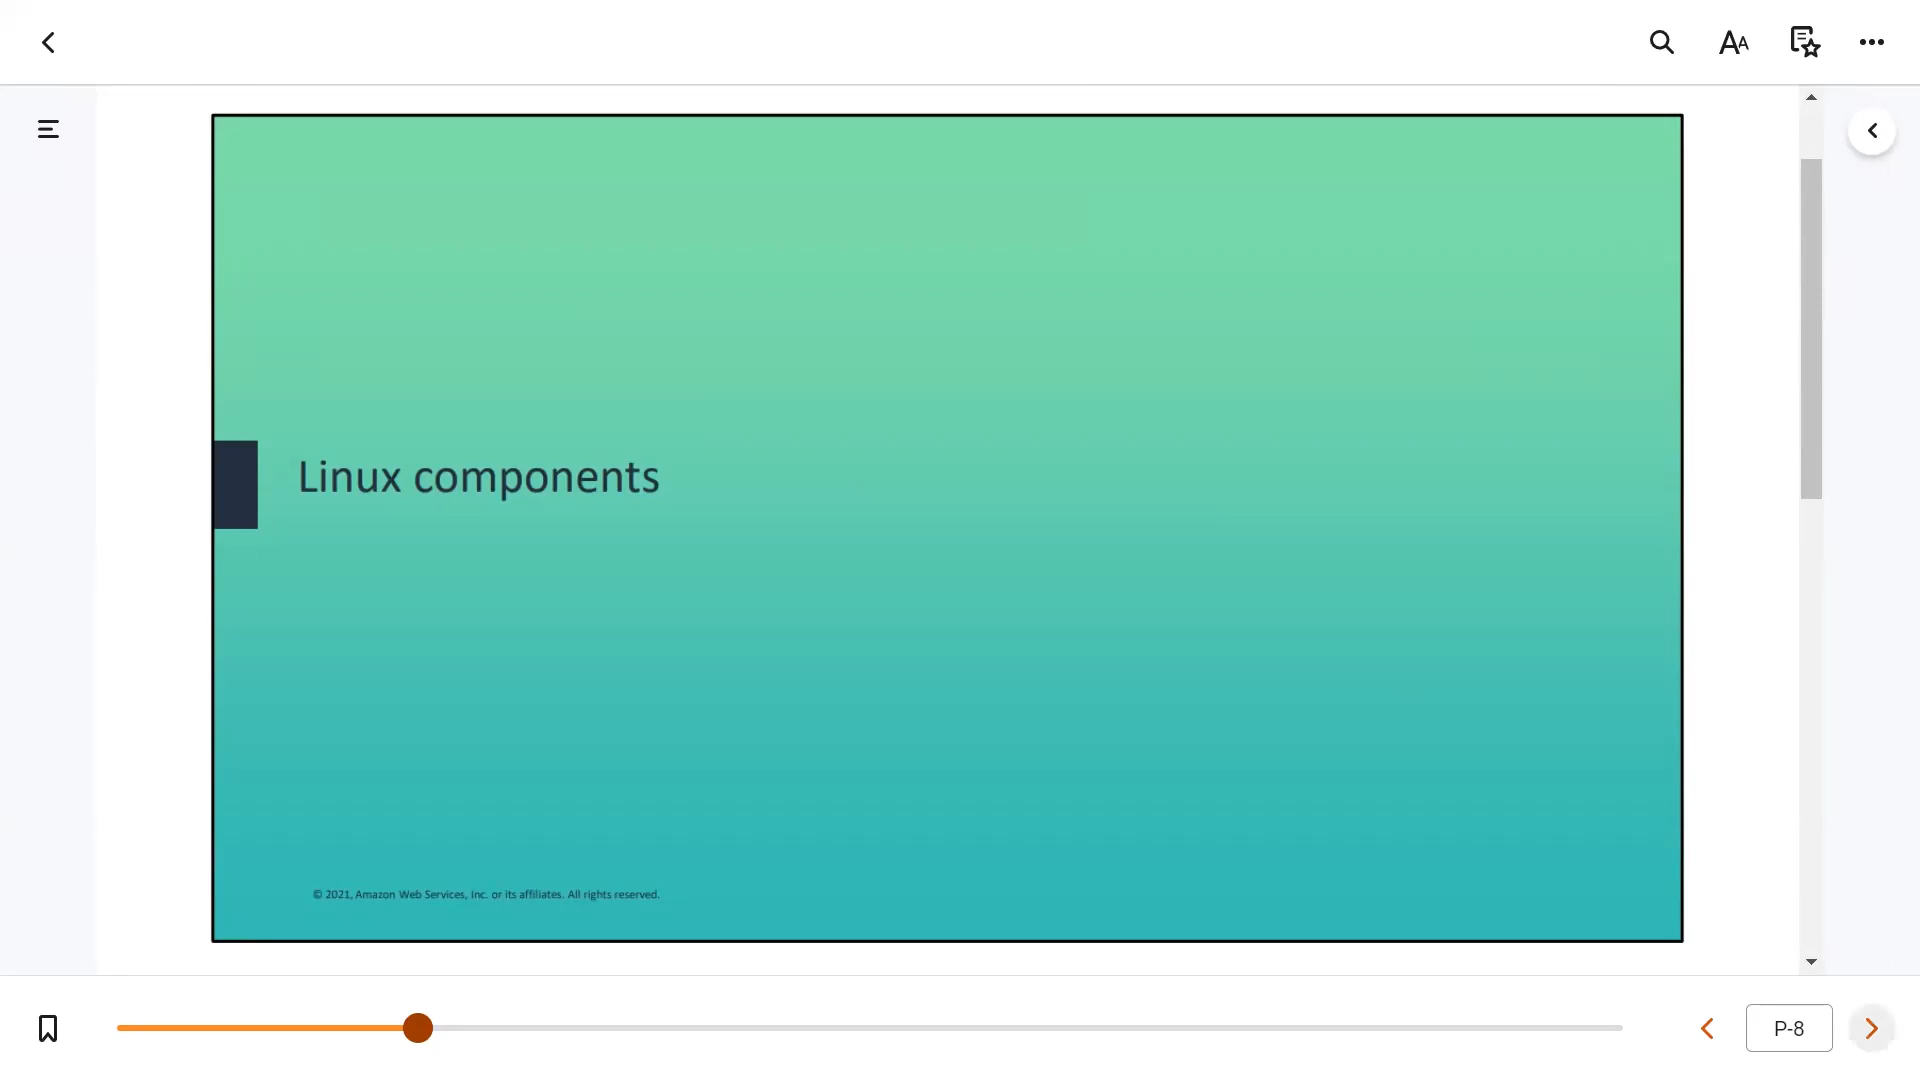 Linux components
© 2021, Amazon Web Services, Inc. or its affiliates. All rights reserved.
P-8